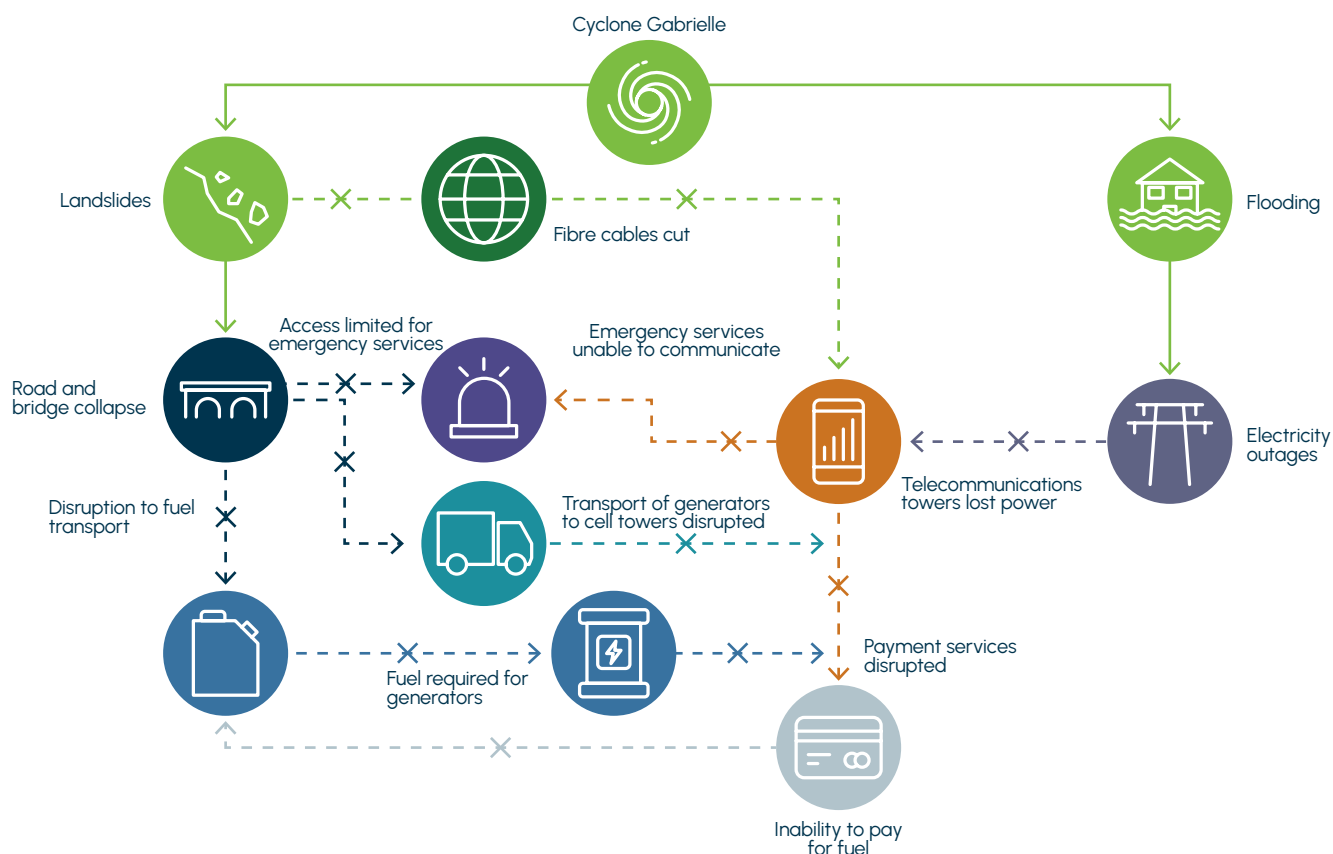 Cyclone Gabrielle
Landslides
Fibre cables cut
Flooding
Access limited for
emergency services
Emergency services
unable to communicate
Road and
bridge collapse
Electricity
outages
Telecommunications
towers lost power
Disruption to fuel
transport
Transport of generators
to cell towers disrupted
Payment services
disrupted
Fuel required for
generators
Inability to pay
for fuel